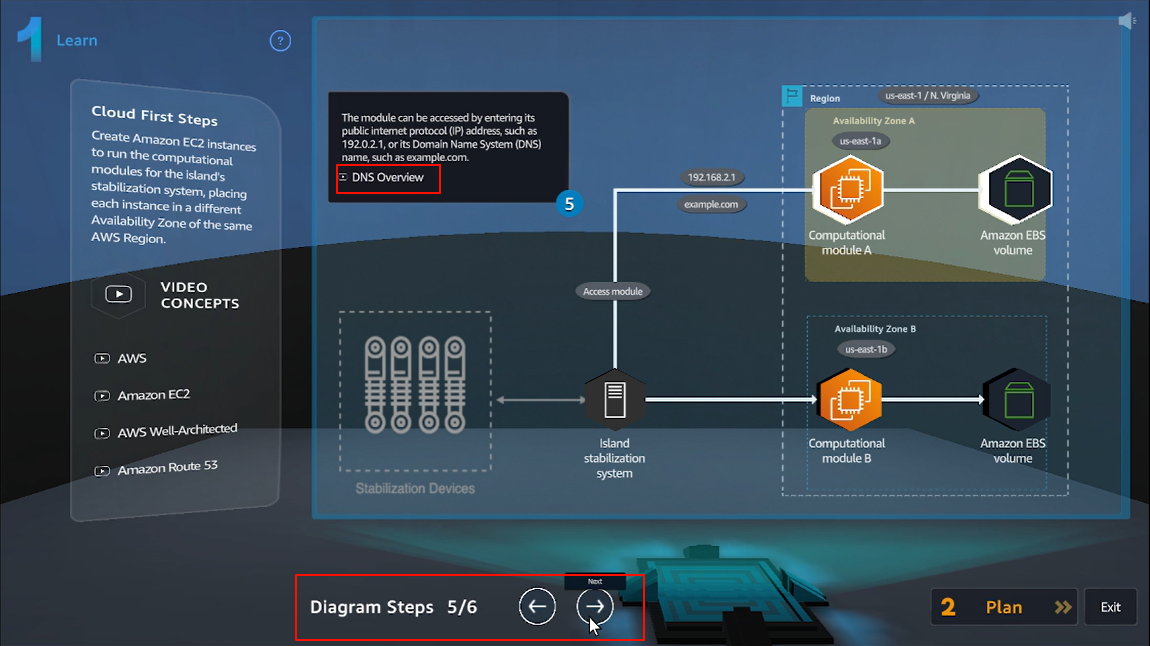 1
Learn
?
Cloud First Steps
Create Amazon EC2 instances
to run the computational
modules for the island's
stabilization system, placing
each instance in a different
Availability Zone of the same
AWS Region.
VIDEO
CONCEPTS
AWS
Amazon EC2
AWS Well-Architected
Amazon Route 53
The module can be accessed by entering its
public internet protocol (IP) address, such as
192.0.2.1, or its Domain Name System (DNS)
name, such as example.com.
DNS Overview
5
Region
us-east-1 / N. Virginia
Availability Zone A
us-east-1a
192.168.2.1
example.com
Computational
module A
Amazon EBS
volume
Access module
Availability Zone B
us-east-1b
Island
stabilization
system
Computational
module B
Amazon EBS
volume
Stabilization Devices
Diagram Steps 5/6
Next
2 Plan
Exit